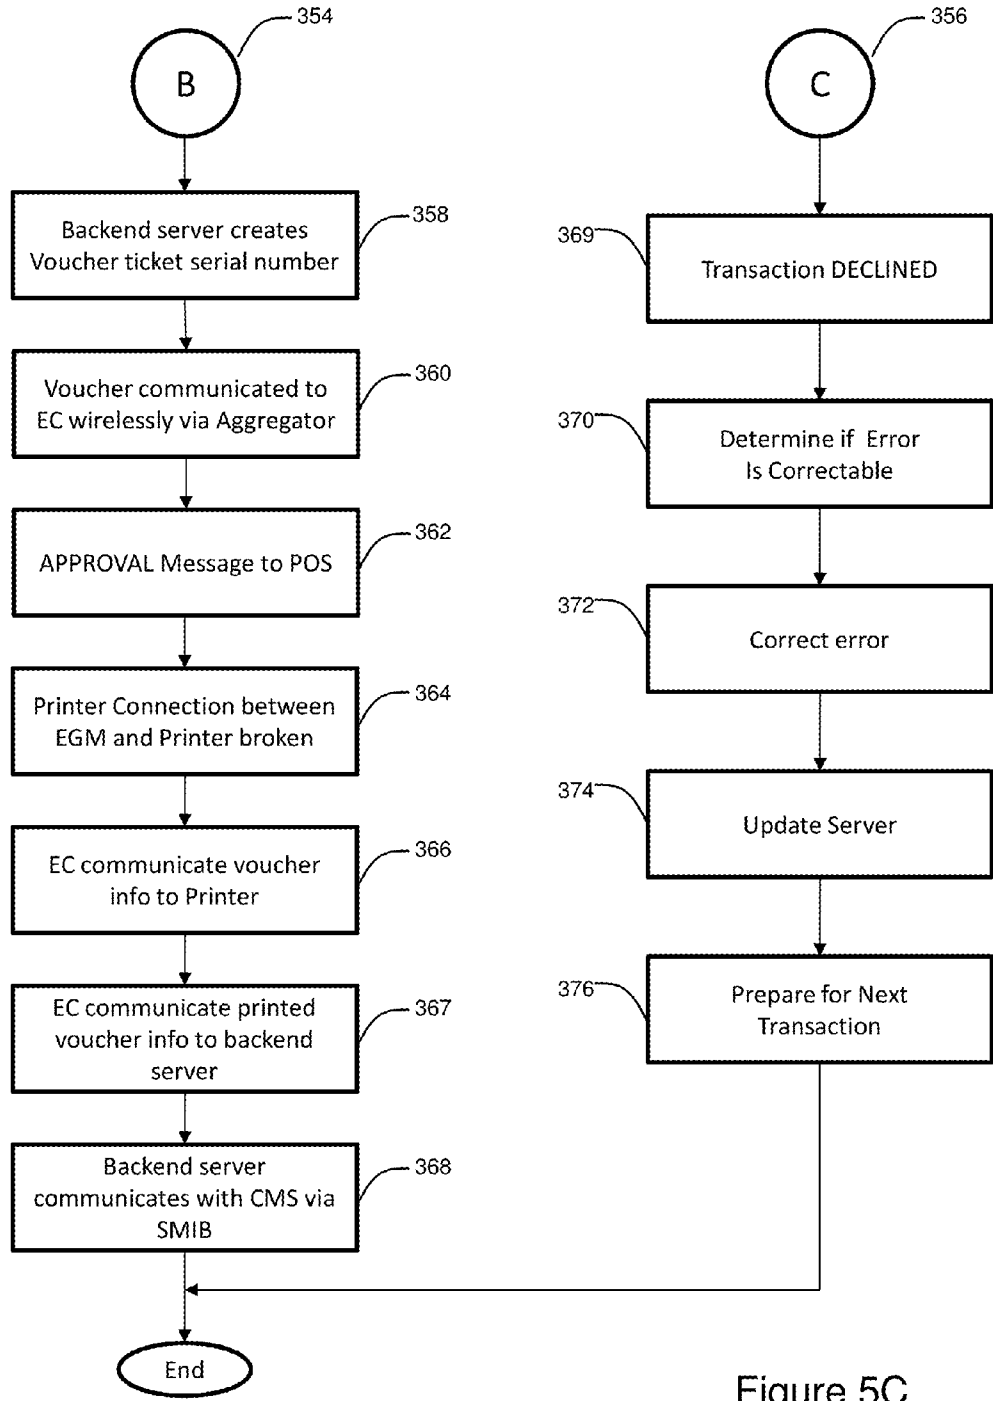 354
B
358
Backend server creates
Voucher ticket serial number
360
Voucher communicated to
EC wirelessly via Aggregator
362
APPROVAL Message to POS
364
Printer Connection between
EGM and Printer broken
366
EC communicate voucher
info to Printer
367
EC communicate printed
voucher info to backend
server
368
Backend server
communicates with CMS via
SMIB
End
356
C
369
Transaction DECLINED
370
Determine if Error
Is Correctable
372
Correct error
374
Update Server
376
Prepare for Next
Transaction
Figure 5C